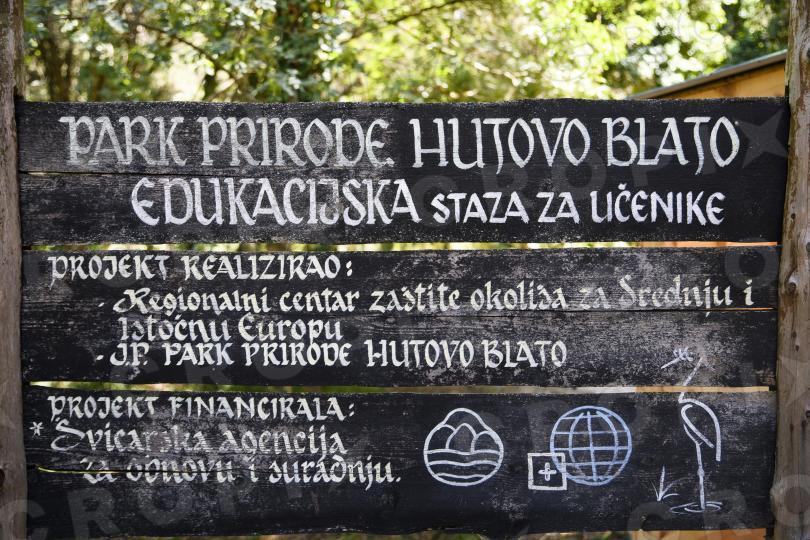 PARK PRIRODE HUTOVO BLATO
EDUKACIJSKA STAZA ZA UČENIKE
PROJEKT REALIZIRAO:
- Regionalni centar zaštite okoliša za Srednju i
Istočnu Europu
- J.P. PARK PRIRODE HUTOVO BLATO
PROJEKT FINANCIRALA:
* Švicarska agencija
za obnovu i suradnju.
CROPIX